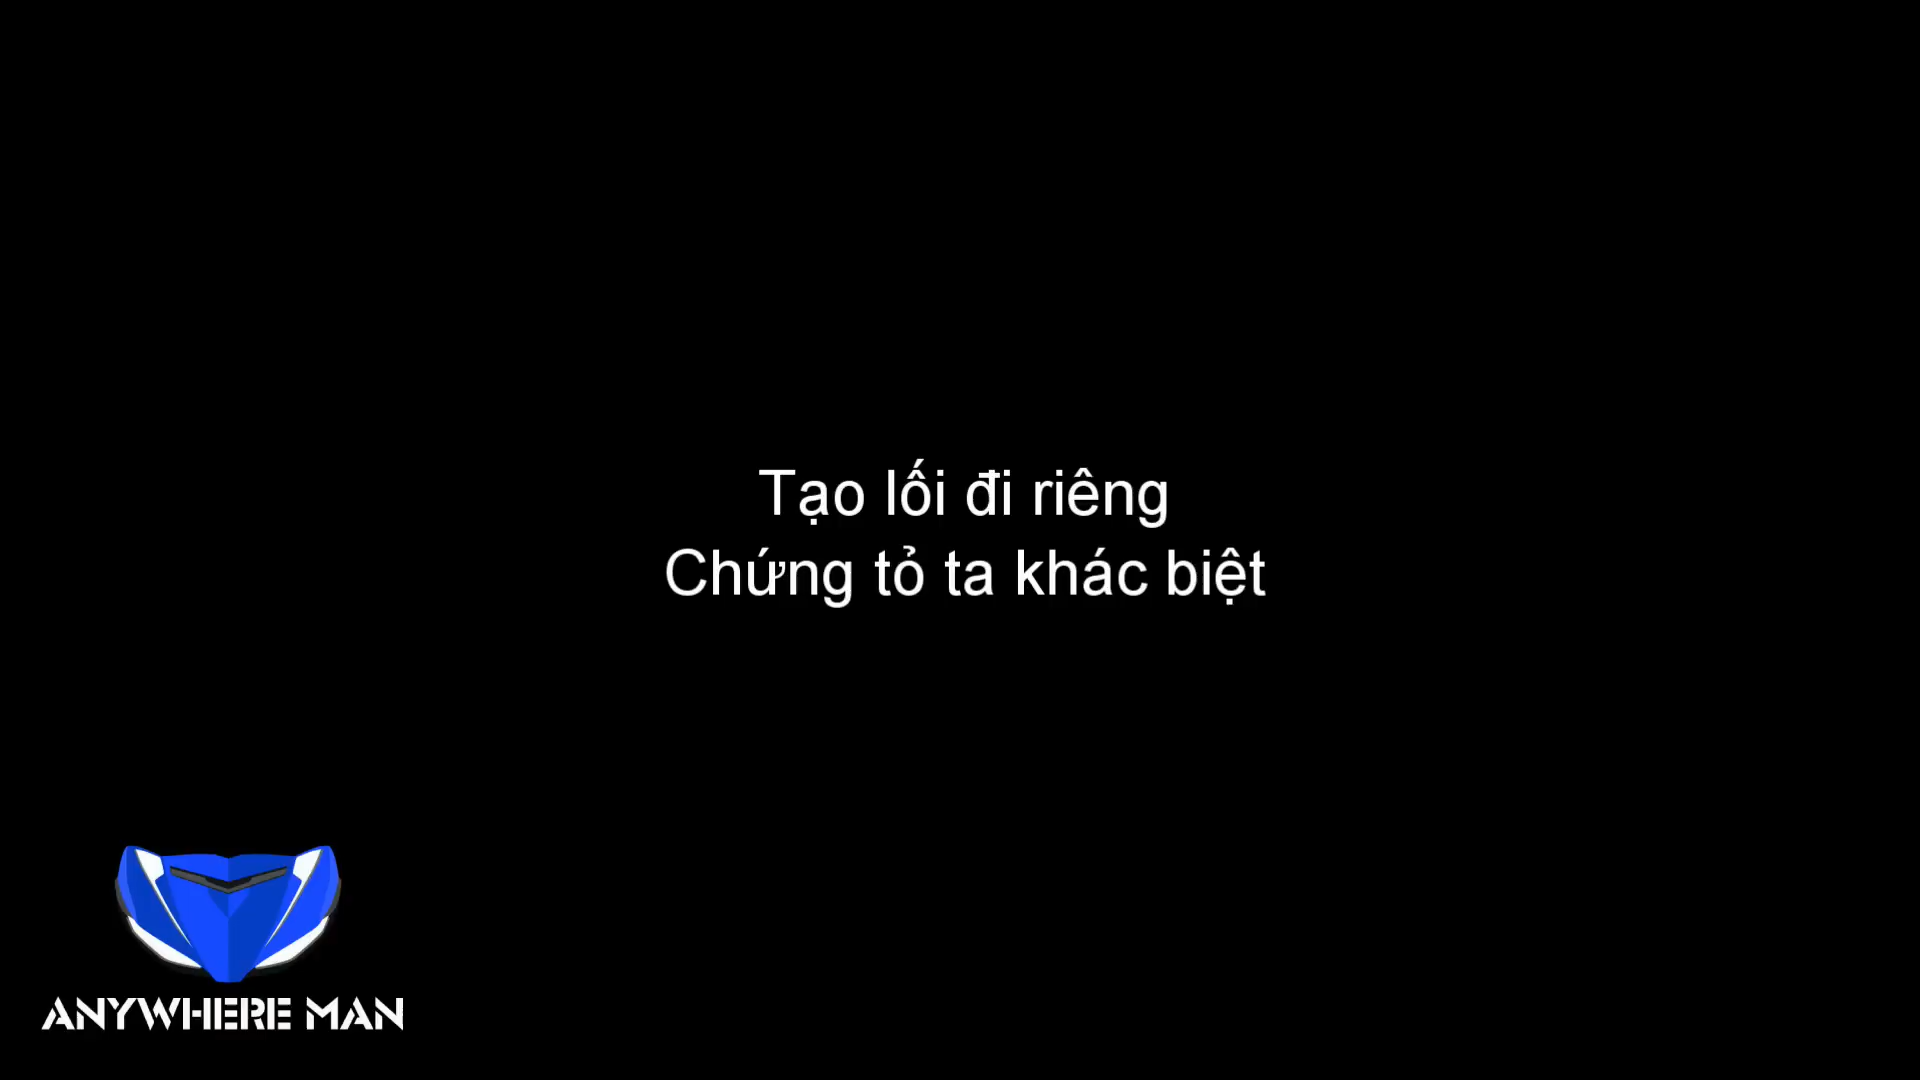 Tạo lối đi riêng
Chứng tỏ ta khác biệt
ANYWHERE MAN